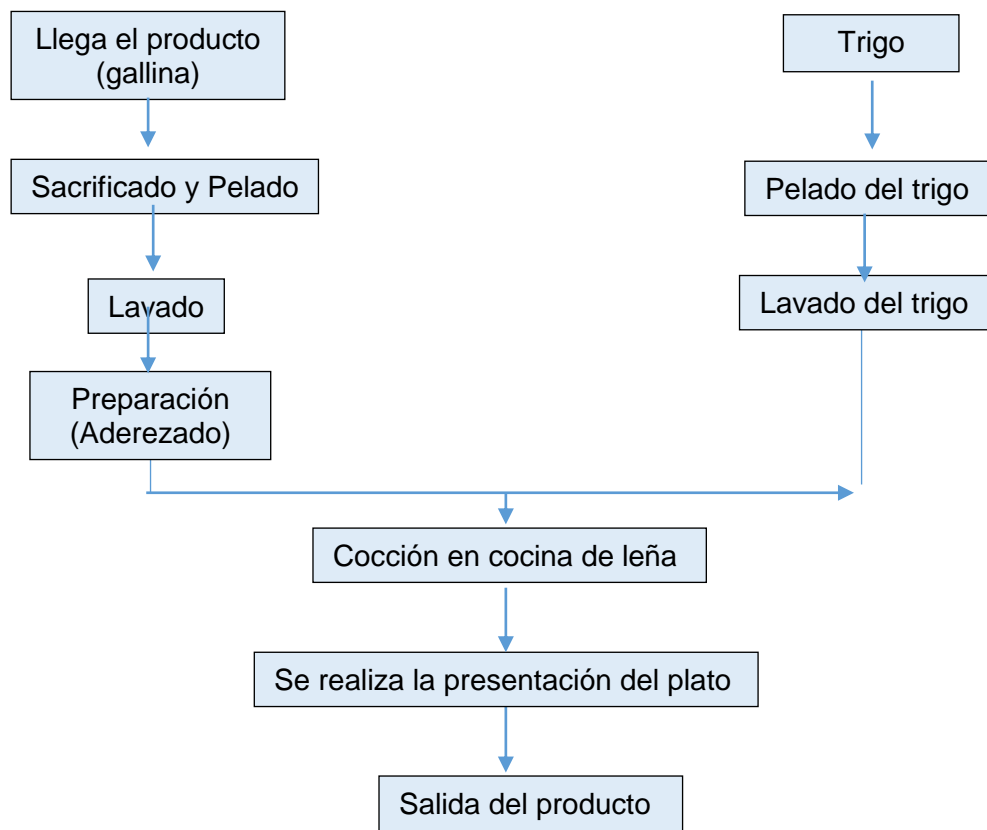 Llega el producto
(gallina)
Trigo
Sacrificado y Pelado
Pelado del trigo
Lavado
Lavado del trigo
Preparación
(Aderezado)
Cocción en cocina de leña
Se realiza la presentación del plato
Salida del producto